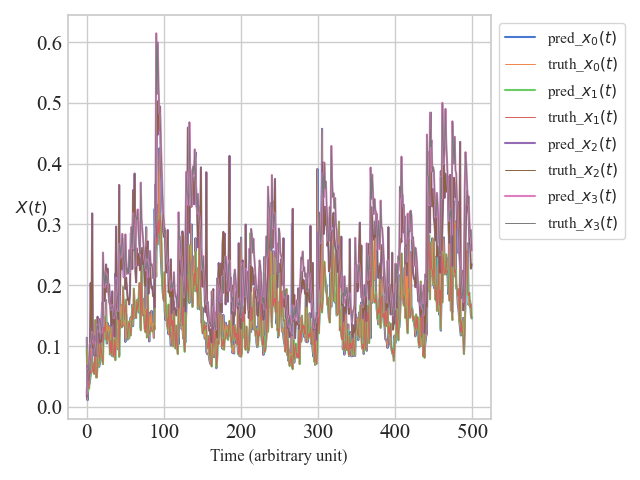 0.6
0.5
0.4
0.3
0.2
0.1
0.0
X(t)
0 100 200 300 400 500
Time (arbitrary unit)
pred_x₀(t)
truth_x₀(t)
pred_x₁(t)
truth_x₁(t)
pred_x₂(t)
truth_x₂(t)
pred_x₃(t)
truth_x₃(t)